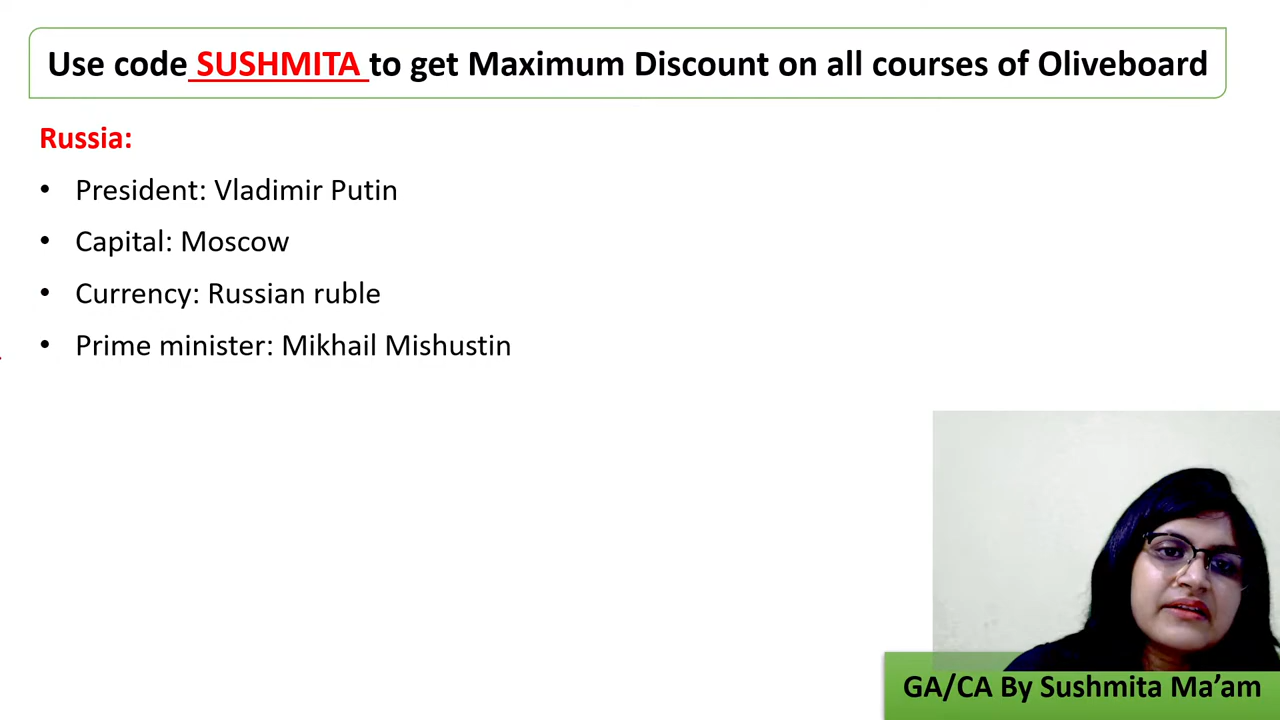 Use code SUSHMITA to get Maximum Discount on all courses of Oliveboard
Russia:
• President: Vladimir Putin
• Capital: Moscow
• Currency: Russian ruble
• Prime minister: Mikhail Mishustin
GA/CA By Sushmita Ma’am